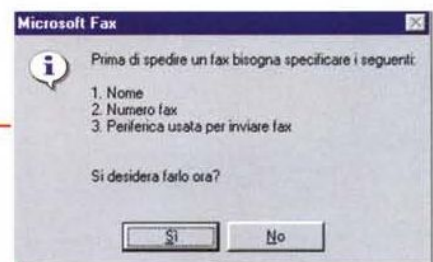 Microsoft Fax
Prima di spedire un fax bisogna specificare i seguenti:
1. Nome
2. Numero fax
3. Periferica usata per inviare fax
Si desidera farlo ora?
Sì
No